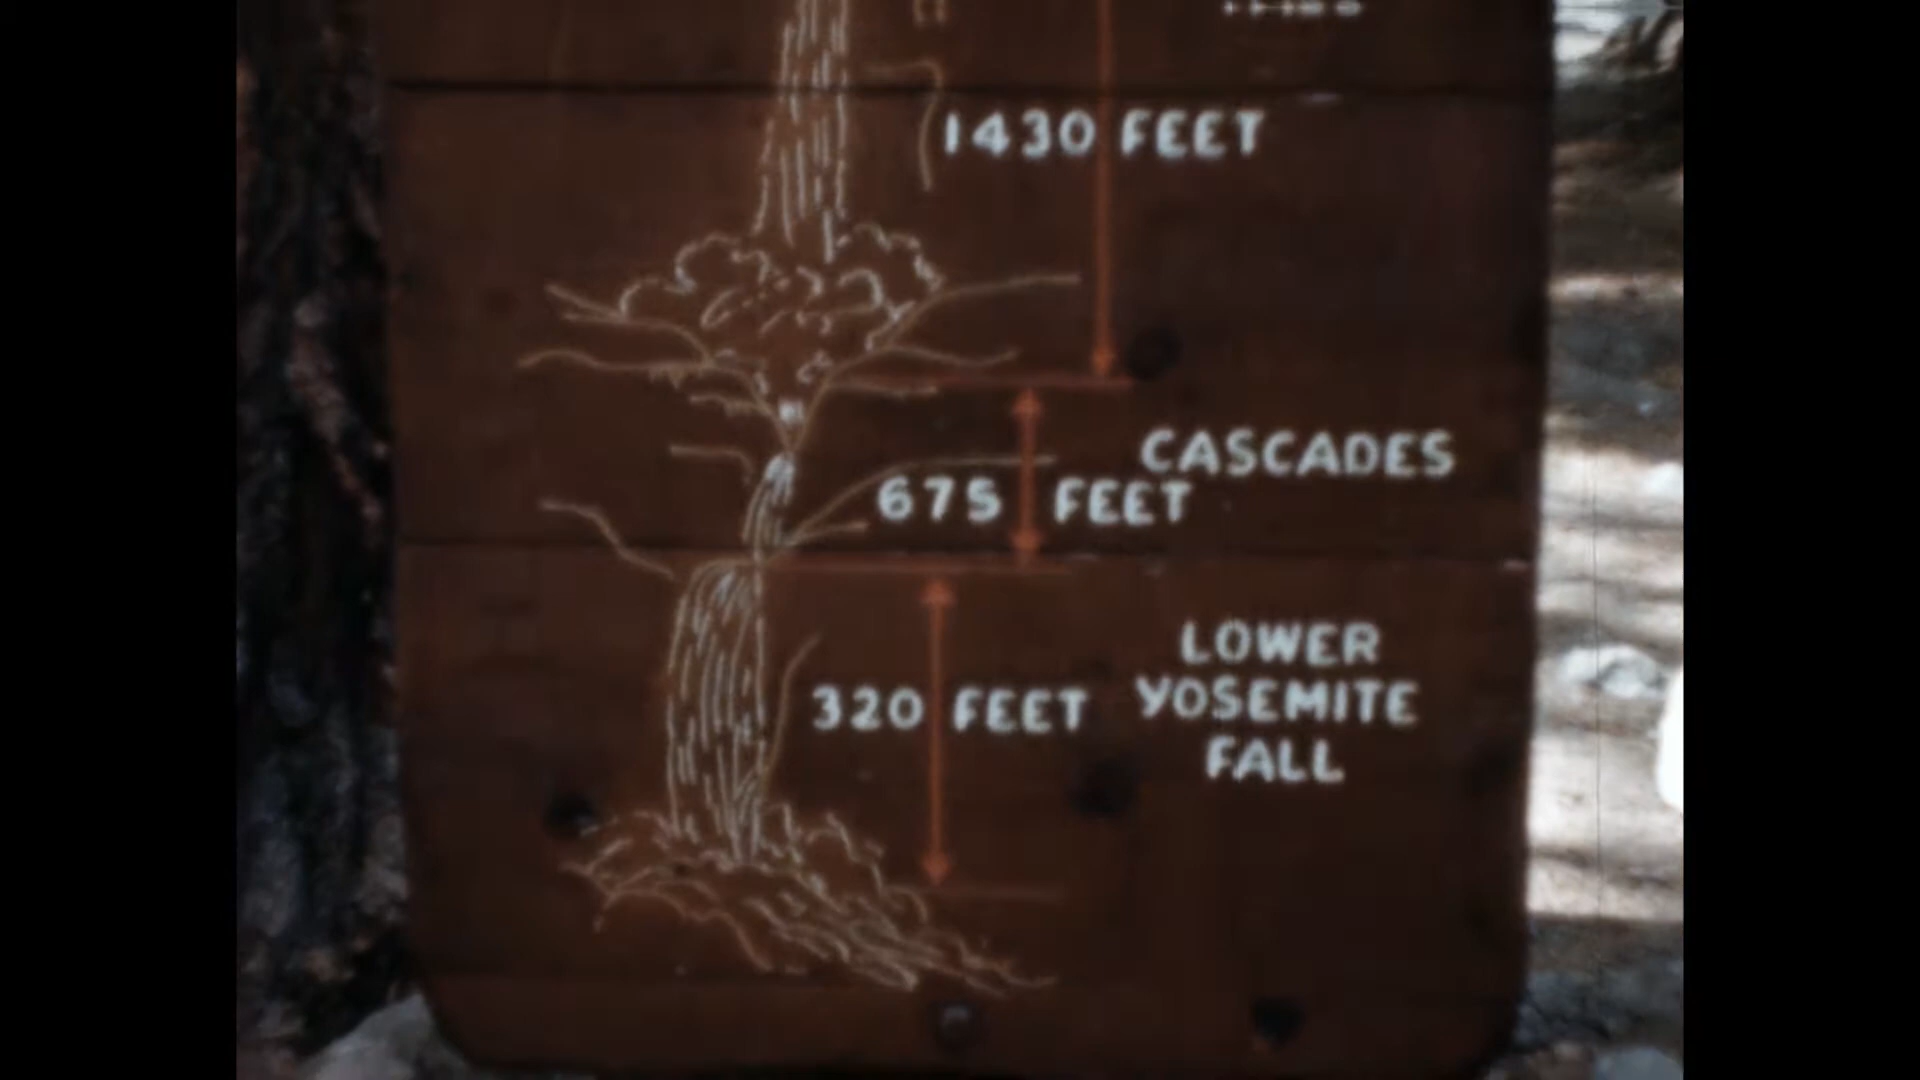 1430 FEET
CASCADES
675 FEET
LOWER
320 FEET YOSEMITE
FALL